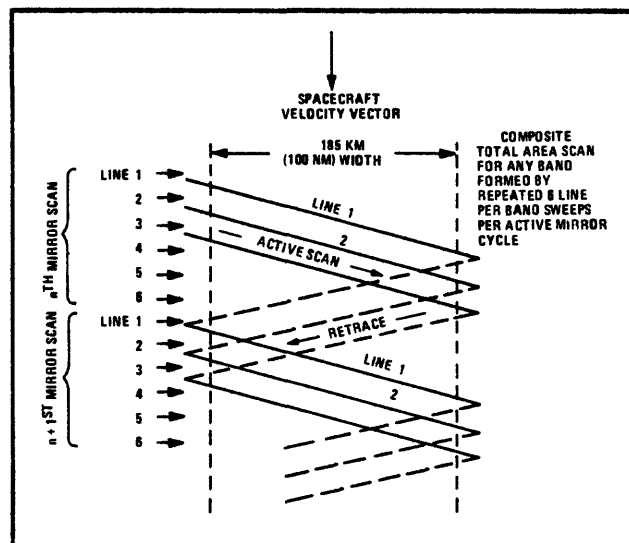 SPACECRAFT
VELOCITY VECTOR
185 KM
(100 NM) WIDTH
COMPOSITE
TOTAL AREA SCAN
FOR ANY BAND
FORMED BY
REPEATED 6 LINE
PER BAND SWEEPS
PER ACTIVE MIRROR
CYCLE
nTH MIRROR SCAN
LINE 1
2
3
4
5
6
LINE 1
2
ACTIVE SCAN
RETRACE
n + 1ST MIRROR SCAN
LINE 1
2
3
4
5
6
LINE 1
2